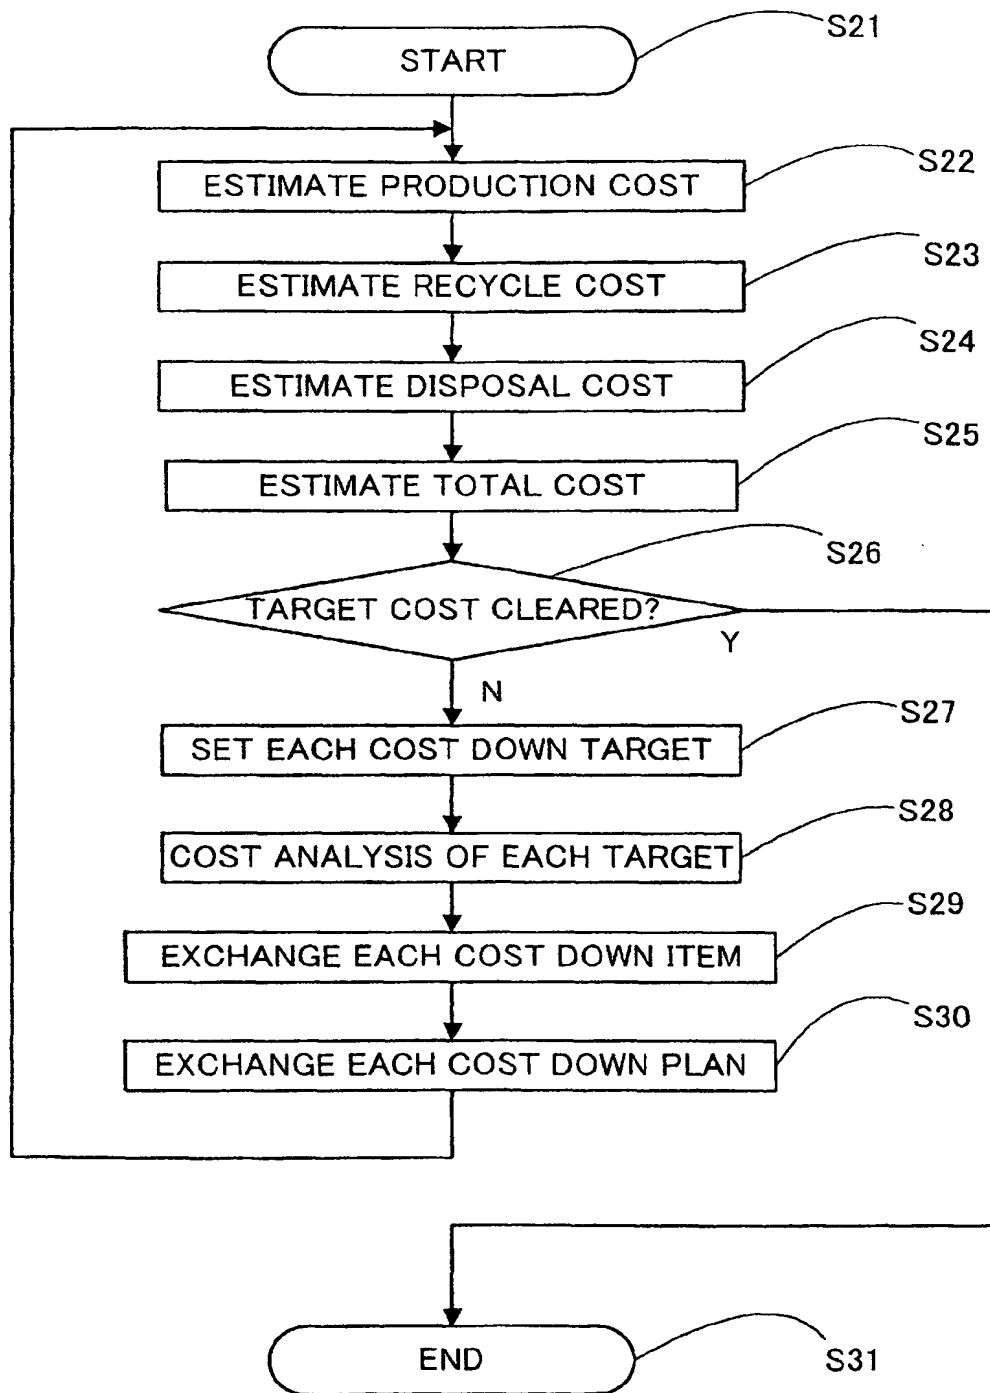 S21
START
S22
ESTIMATE PRODUCTION COST
S23
ESTIMATE RECYCLE COST
S24
ESTIMATE DISPOSAL COST
S25
ESTIMATE TOTAL COST
S26
TARGET COST CLEARED?
Y
N
S27
SET EACH COST DOWN TARGET
S28
COST ANALYSIS OF EACH TARGET
S29
EXCHANGE EACH COST DOWN ITEM
S30
EXCHANGE EACH COST DOWN PLAN
END
S31